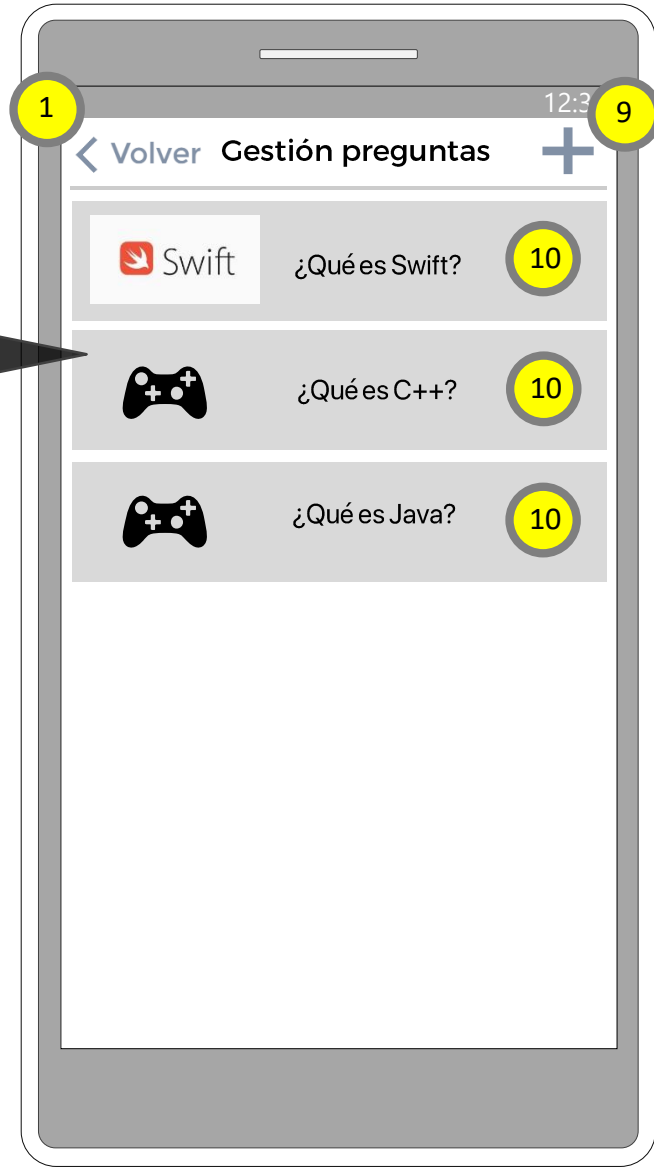 12:3
1
9
Volver Gestión preguntas
Swift ¿Qué es Swift? 10
¿Qué es C++? 10
¿Qué es Java? 10